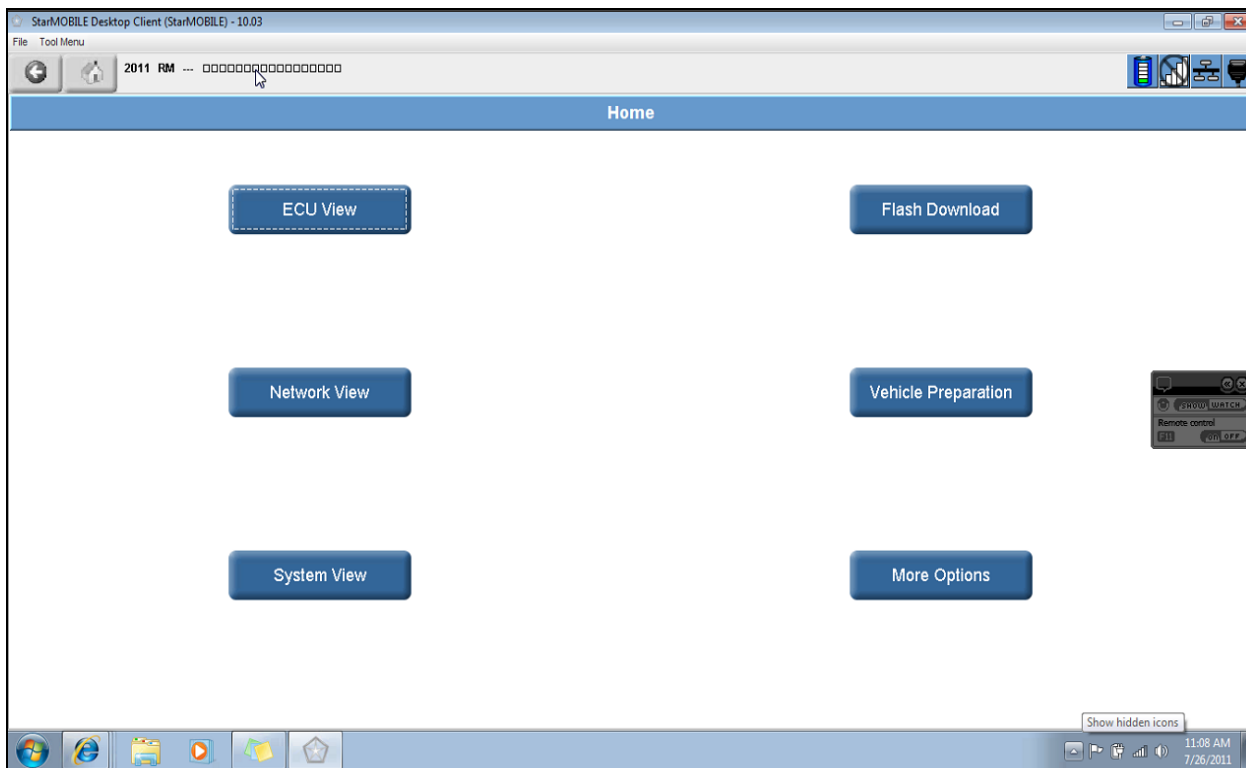 StarMOBILE Desktop Client (StarMOBILE) - 10.03
File Tool Menu
2011 RM --- □□□□□□□□□□□□□□□□□
Home
ECU View
Flash Download
Network View
Vehicle Preparation
System View
More Options
SHOW WATCH
Remote control
F11 ON OFF
Show hidden icons
11:08 AM
7/26/2011